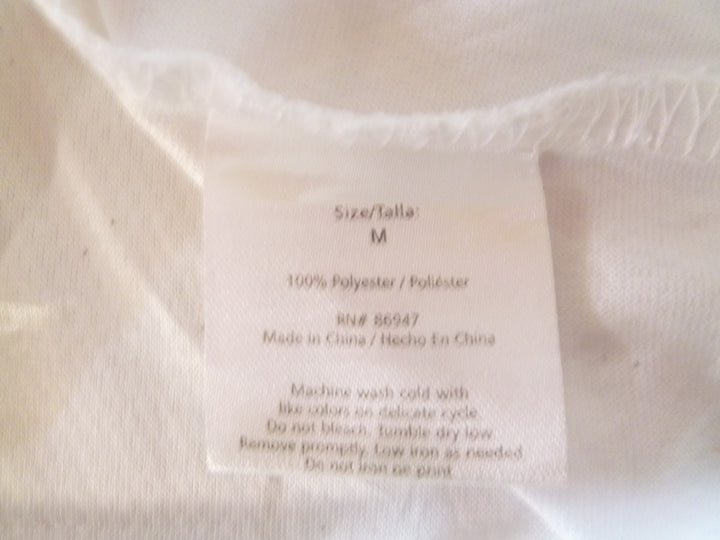 Size/Talla:
M
100% Polyester / Poliéster
RN# 86947
Made in China / Hecho En China
Machine wash cold with
like colors on delicate cycle.
Do not bleach, tumble dry low
Remove promptly. Low iron as needed
Do not iron on print